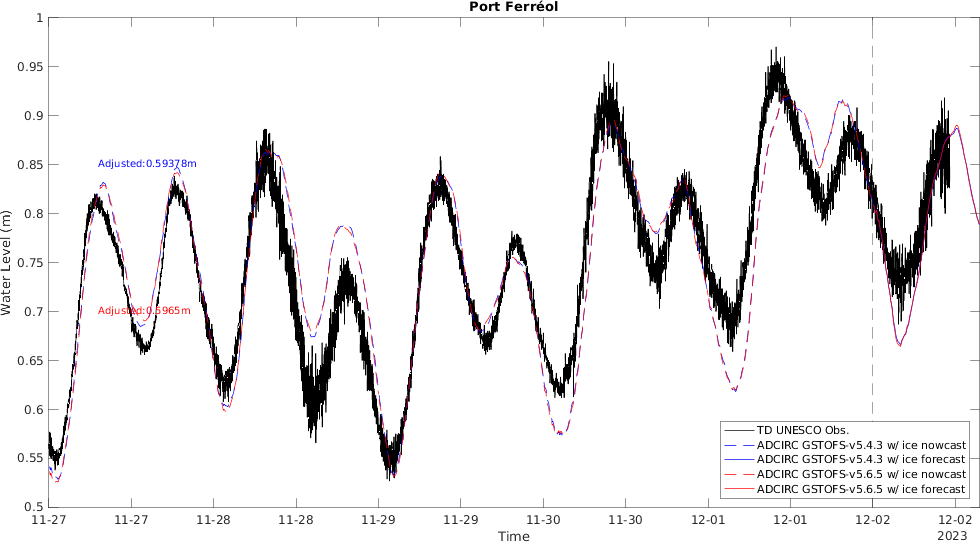 Port Ferréol
1
0.95
0.9
0.85
0.8
0.75
0.7
0.65
0.6
0.55
0.5
Water Level (m)
Adjusted:0.59378m
Adjusted:0.5965m
TD UNESCO Obs.
ADCIRC GSTOFS-v5.4.3 w/ ice nowcast
ADCIRC GSTOFS-v5.4.3 w/ ice forecast
ADCIRC GSTOFS-v5.6.5 w/ ice nowcast
ADCIRC GSTOFS-v5.6.5 w/ ice forecast
11-27 11-27 11-28 11-28 11-29 11-29 11-30 11-30 12-01 12-01 12-02 12-02
2023
Time